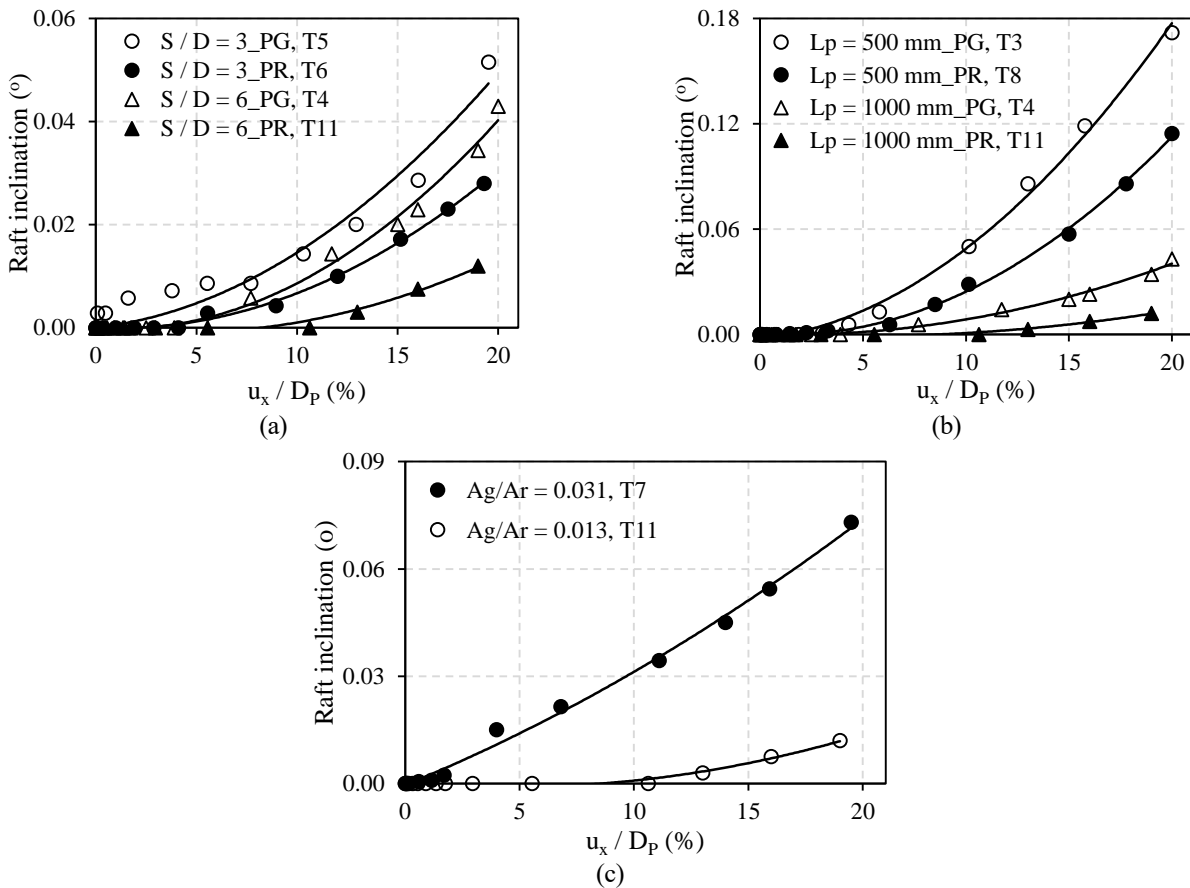 0.06
0.04
0.02
0.00
Raft inclination (°)
S / D = 3_PG, T5
S / D = 3_PR, T6
S / D = 6_PG, T4
S / D = 6_PR, T11
0 5 10 15 20
u_x / D_P (%)
(a)
0.18
0.12
0.06
0.00
Raft inclination (°)
Lp = 500 mm_PG, T3
Lp = 500 mm_PR, T8
Lp = 1000 mm_PG, T4
Lp = 1000 mm_PR, T11
0 5 10 15 20
u_x / D_P (%)
(b)
0.09
0.06
0.03
0.00
Raft inclination (o)
Ag/Ar = 0.031, T7
Ag/Ar = 0.013, T11
0 5 10 15 20
u_x / D_P (%)
(c)